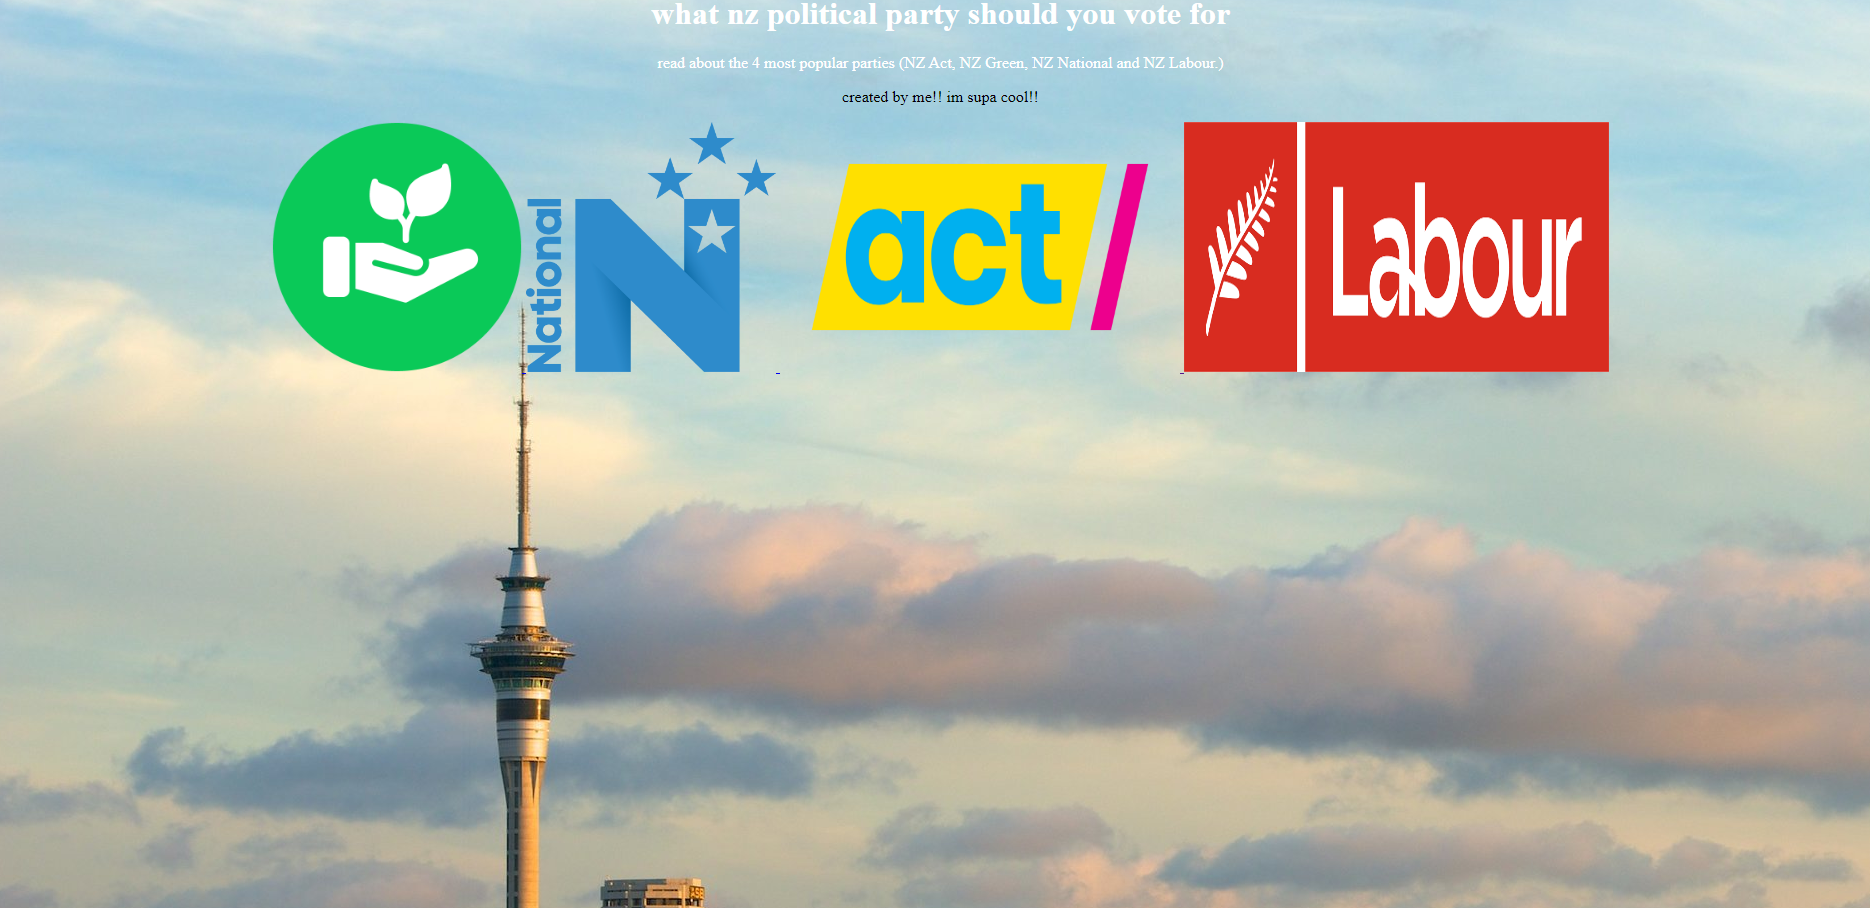 what nz political party should you vote for
read about the 4 most popular parties (NZ Act, NZ Green, NZ National and NZ Labour.)
created by me!! im supa cool!!
National
act
Labour